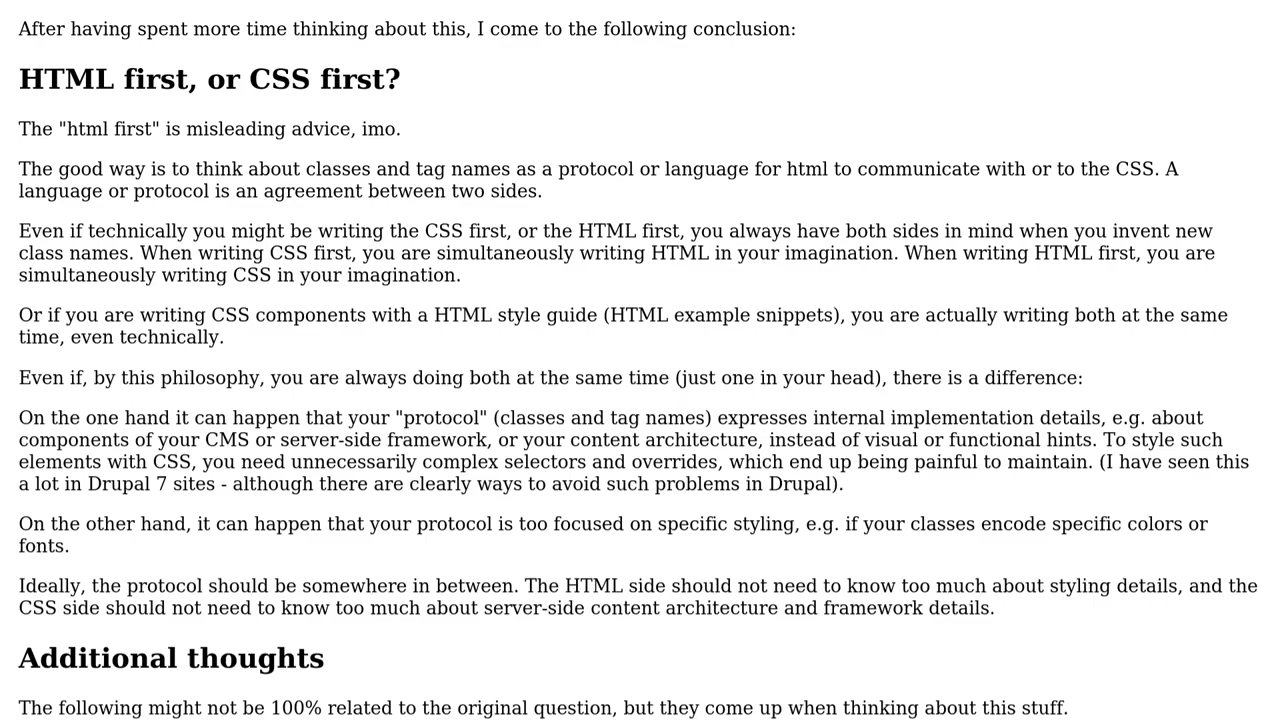 After having spent more time thinking about this, I come to the following conclusion:
HTML first, or CSS first?
The "html first" is misleading advice, imo.
The good way is to think about classes and tag names as a protocol or language for html to communicate with or to the CSS. A
language or protocol is an agreement between two sides.
Even if technically you might be writing the CSS first, or the HTML first, you always have both sides in mind when you invent new
class names. When writing CSS first, you are simultaneously writing HTML in your imagination. When writing HTML first, you are
simultaneously writing CSS in your imagination.
Or if you are writing CSS components with a HTML style guide (HTML example snippets), you are actually writing both at the same
time, even technically.
Even if, by this philosophy, you are always doing both at the same time (just one in your head), there is a difference:
On the one hand it can happen that your "protocol" (classes and tag names) expresses internal implementation details, e.g. about
components of your CMS or server-side framework, or your content architecture, instead of visual or functional hints. To style such
elements with CSS, you need unnecessarily complex selectors and overrides, which end up being painful to maintain. (I have seen this
a lot in Drupal 7 sites - although there are clearly ways to avoid such problems in Drupal).
On the other hand, it can happen that your protocol is too focused on specific styling, e.g. if your classes encode specific colors or
fonts.
Ideally, the protocol should be somewhere in between. The HTML side should not need to know too much about styling details, and the
CSS side should not need to know too much about server-side content architecture and framework details.
Additional thoughts
The following might not be 100% related to the original question, but they come up when thinking about this stuff.